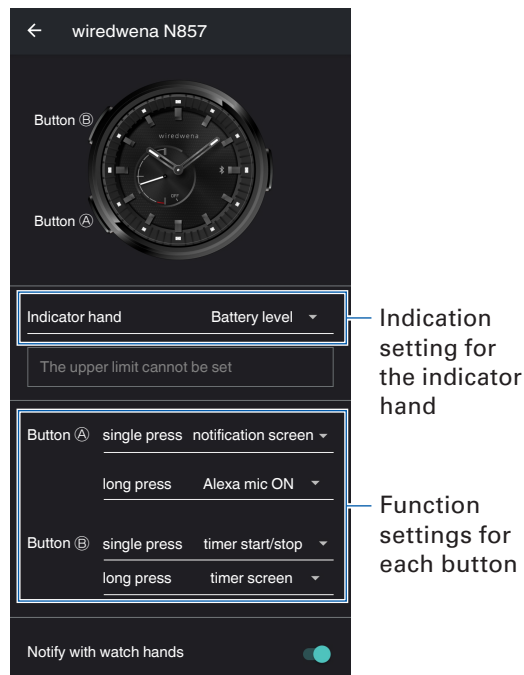 wiredwena N857
Button Ⓑ
wiredwena
OFF
Button Ⓐ
Indicator hand Battery level
The upper limit cannot be set
Button Ⓐ single press notification screen
long press Alexa mic ON
Button Ⓑ single press timer start/stop
long press timer screen
Notify with watch hands
Indication
setting for
the indicator
hand
Function
settings for
each button